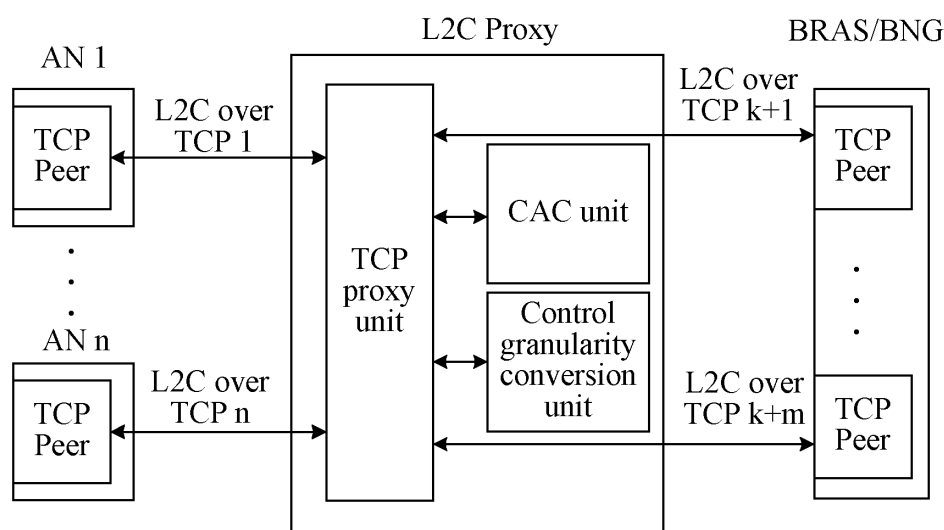 L2C Proxy
BRAS/BNG
AN 1
TCP
Peer
L2C over
TCP 1
L2C over
TCP k+1
TCP
Peer
CAC unit
TCP
proxy
unit
Control
granularity
conversion
unit
AN n
TCP
Peer
L2C over
TCP n
L2C over
TCP k+m
TCP
Peer